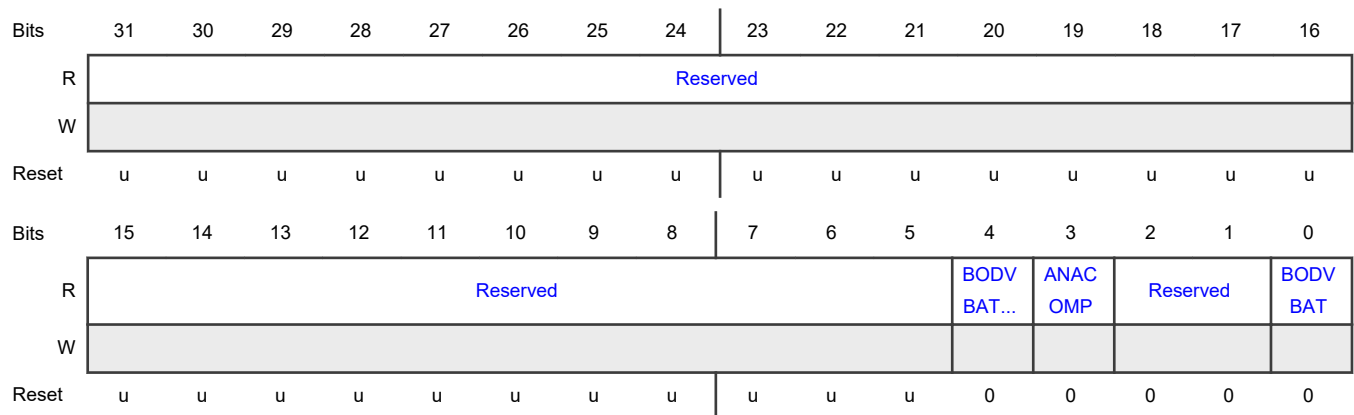 Bits 31 30 29 28 27 26 25 24 23 22 21 20 19 18 17 16
R Reserved
W
Reset u u u u u u u u u u u u u u u u
Bits 15 14 13 12 11 10 9 8 7 6 5 4 3 2 1 0
R Reserved BODV BAT... ANAC OMP Reserved BODV BAT
W
Reset u u u u u u u u u u u 0 0 0 0 0